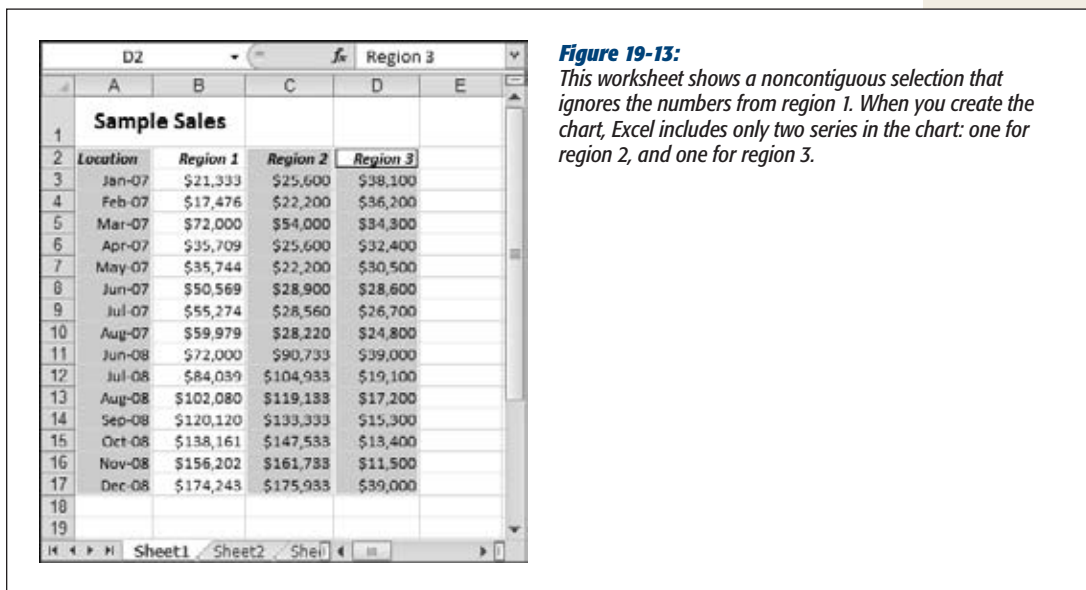 D2 fx Region 3
A B C D E
1 Sample Sales
2 Location Region 1 Region 2 Region 3
3 Jan-07 $21,333 $25,600 $38,100
4 Feb-07 $17,476 $22,200 $36,200
5 Mar-07 $72,000 $54,000 $34,300
6 Apr-07 $35,709 $25,600 $32,400
7 May-07 $35,744 $22,200 $30,500
8 Jun-07 $50,569 $28,900 $28,600
9 Jul-07 $55,274 $28,560 $26,700
10 Aug-07 $59,979 $28,220 $24,800
11 Jun-08 $72,000 $90,733 $39,000
12 Jul-08 $84,039 $104,933 $19,100
13 Aug-08 $102,080 $119,133 $17,200
14 Sep-08 $120,120 $133,333 $15,300
15 Oct-08 $138,161 $147,533 $13,400
16 Nov-08 $156,202 $161,733 $11,500
17 Dec-08 $174,243 $175,933 $39,000
18
19
Sheet1 Sheet2
Figure 19-13:
This worksheet shows a noncontiguous selection that
ignores the numbers from region 1. When you create the
chart, Excel includes only two series in the chart: one for
region 2, and one for region 3.